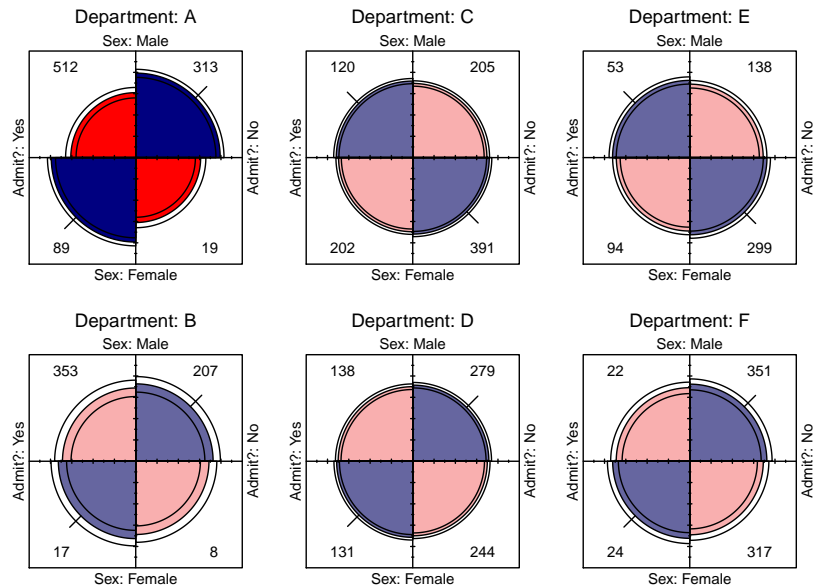 Department: A
Sex: Male
512
313
Admit?: Yes
Admit?: No
89
19
Sex: Female
Department: C
Sex: Male
120
205
Admit?: Yes
Admit?: No
202
391
Sex: Female
Department: E
Sex: Male
53
138
Admit?: Yes
Admit?: No
94
299
Sex: Female
Department: B
Sex: Male
353
207
Admit?: Yes
Admit?: No
17
8
Sex: Female
Department: D
Sex: Male
138
279
Admit?: Yes
Admit?: No
131
244
Sex: Female
Department: F
Sex: Male
22
351
Admit?: Yes
Admit?: No
24
317
Sex: Female